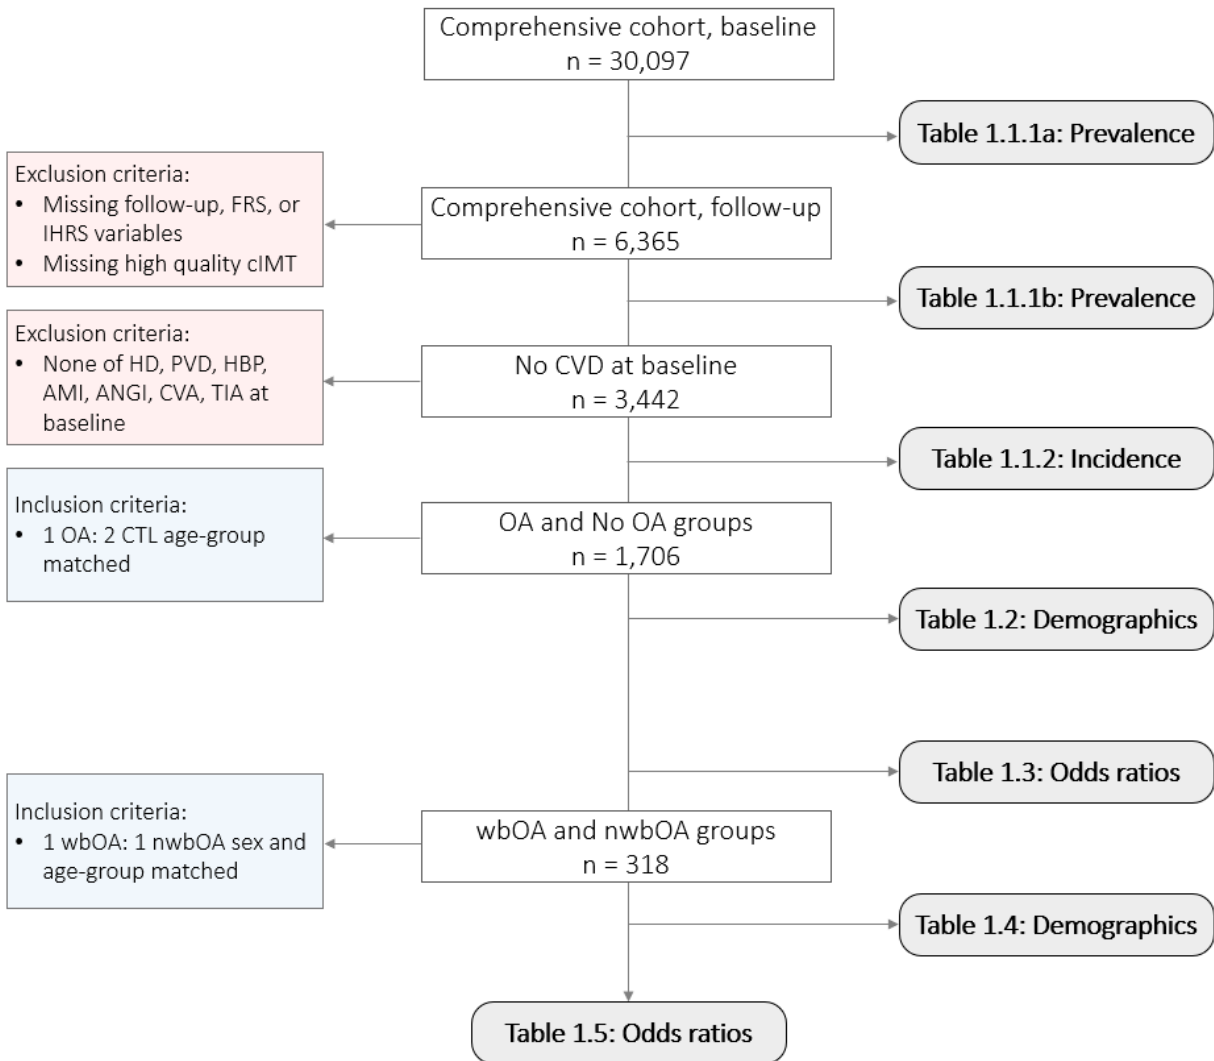 Comprehensive cohort, baseline
n = 30,097
Table 1.1.1a: Prevalence
Exclusion criteria:
• Missing follow-up, FRS, or
IHRS variables
• Missing high quality cIMT
Comprehensive cohort, follow-up
n = 6,365
Table 1.1.1b: Prevalence
Exclusion criteria:
• None of HD, PVD, HBP,
AMI, ANGI, CVA, TIA at
baseline
No CVD at baseline
n = 3,442
Table 1.1.2: Incidence
Inclusion criteria:
• 1 OA: 2 CTL age-group
matched
OA and No OA groups
n = 1,706
Table 1.2: Demographics
Table 1.3: Odds ratios
Inclusion criteria:
• 1 wbOA: 1 nwbOA sex and
age-group matched
wbOA and nwbOA groups
n = 318
Table 1.4: Demographics
Table 1.5: Odds ratios